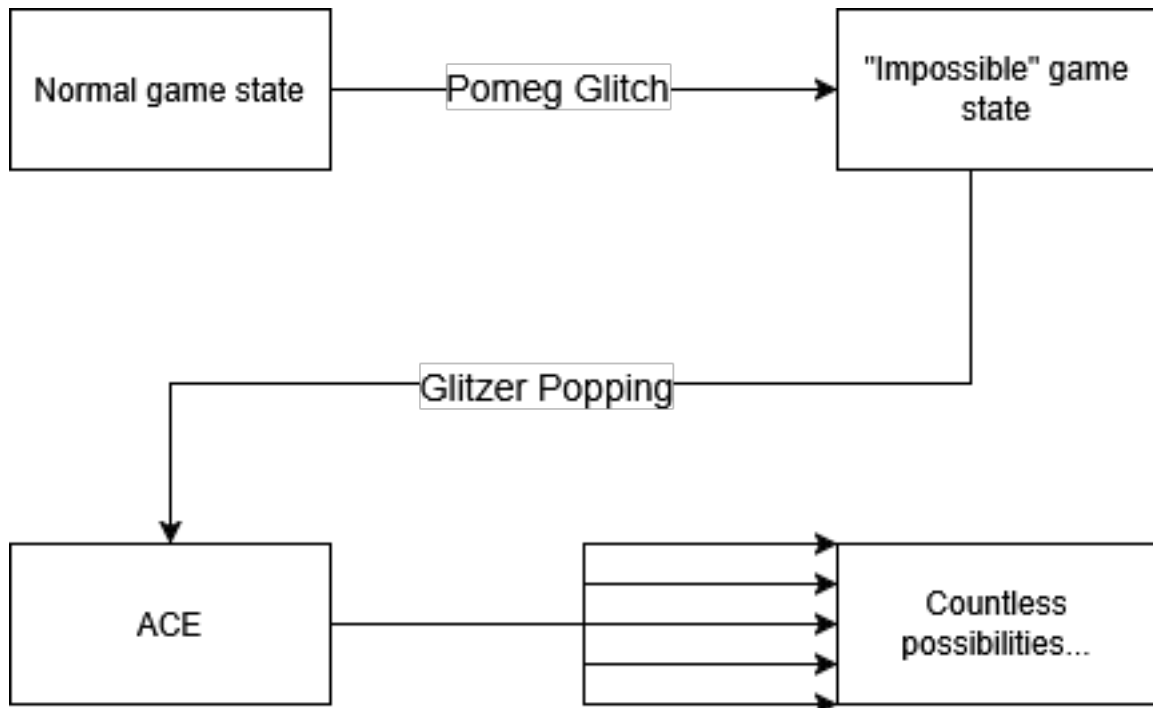 Normal game state
Pomeg Glitch
"Impossible" game
state
Glitzer Popping
ACE
Countless
possibilities...